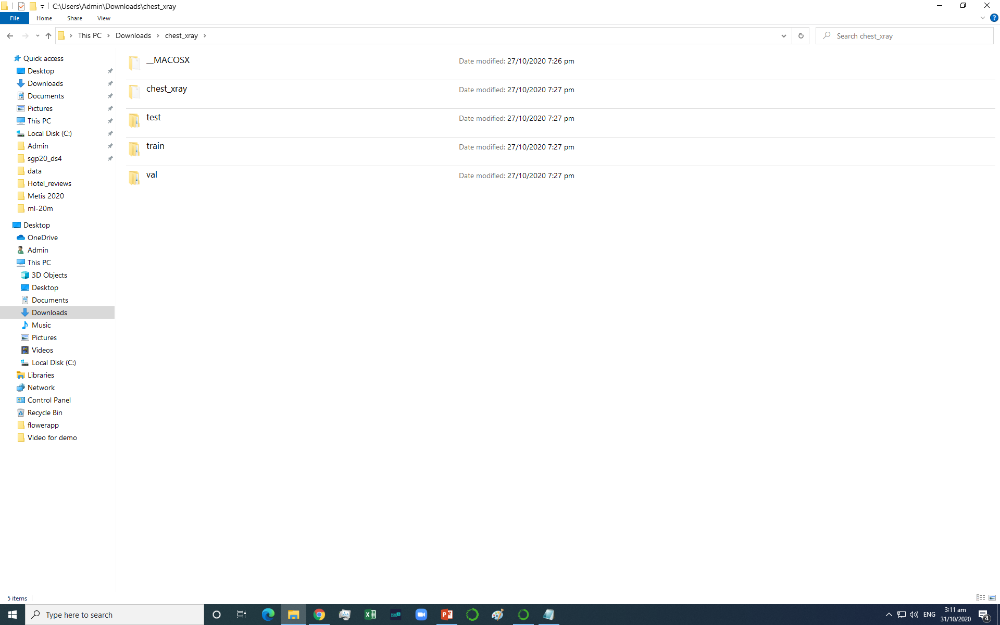 C:\Users\Admin\Downloads\chest_xray
File Home Share View
This PC Downloads chest_xray
Search chest_xray
Quick access
Desktop
Downloads
Documents
Pictures
This PC
Local Disk (C:)
Admin
sgp20_ds4
data
Hotel_reviews
Metis 2020
ml-20m
Desktop
OneDrive
Admin
This PC
3D Objects
Desktop
Documents
Downloads
Music
Pictures
Videos
Local Disk (C:)
Libraries
Network
Control Panel
Recycle Bin
flowerapp
Video for demo
__MACOSX Date modified: 27/10/2020 7:26 pm
chest_xray Date modified: 27/10/2020 7:27 pm
test Date modified: 27/10/2020 7:27 pm
train Date modified: 27/10/2020 7:27 pm
val Date modified: 27/10/2020 7:27 pm
5 items
Type here to search
ENG
3:11 am
31/10/2020
4